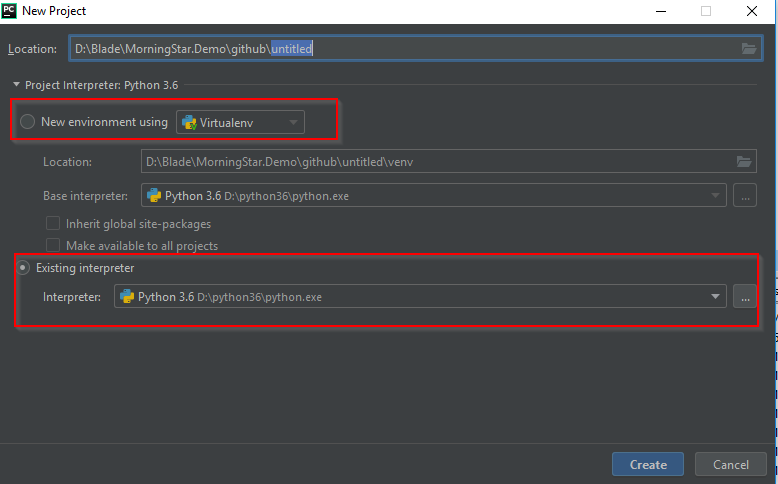 PC New Project
Location: D:\Blade\MorningStar.Demo\github\untitled
Project Interpreter: Python 3.6
New environment using Virtualenv
Location: D:\Blade\MorningStar.Demo\github\untitled\venv
Base interpreter: Python 3.6 D:\python36\python.exe ...
Inherit global site-packages
Make available to all projects
Existing interpreter
Interpreter: Python 3.6 D:\python36\python.exe ...
Create Cancel